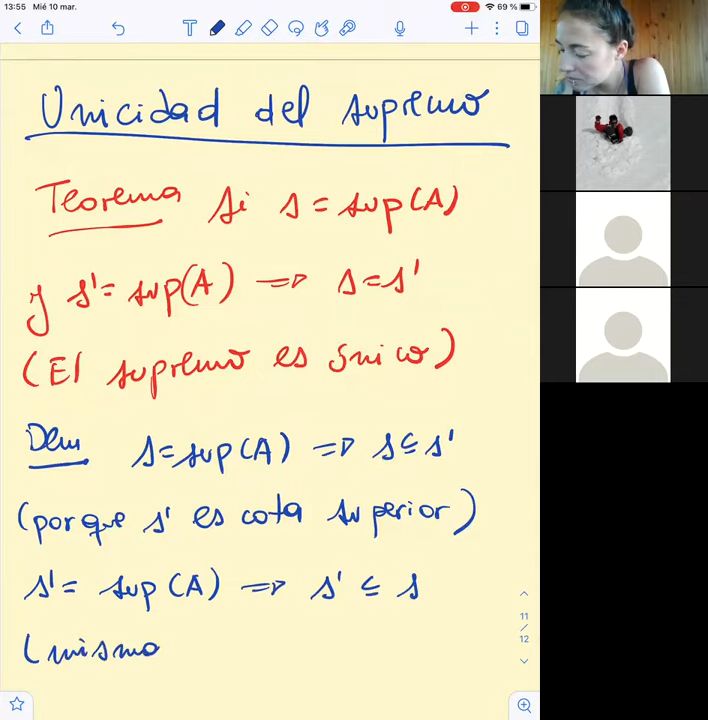 13:55 Mié 10 mar.
69 %
Unicidad del supremo
Teorema Si s = sup(A)
y s' = sup(A) ⇒ s = s'
(El supremo es único)
Dem s = sup(A) ⇒ s ≤ s'
(porque s' es cota superior)
s' = sup(A) ⇒ s' ≤ s
(mismo
11
/
12